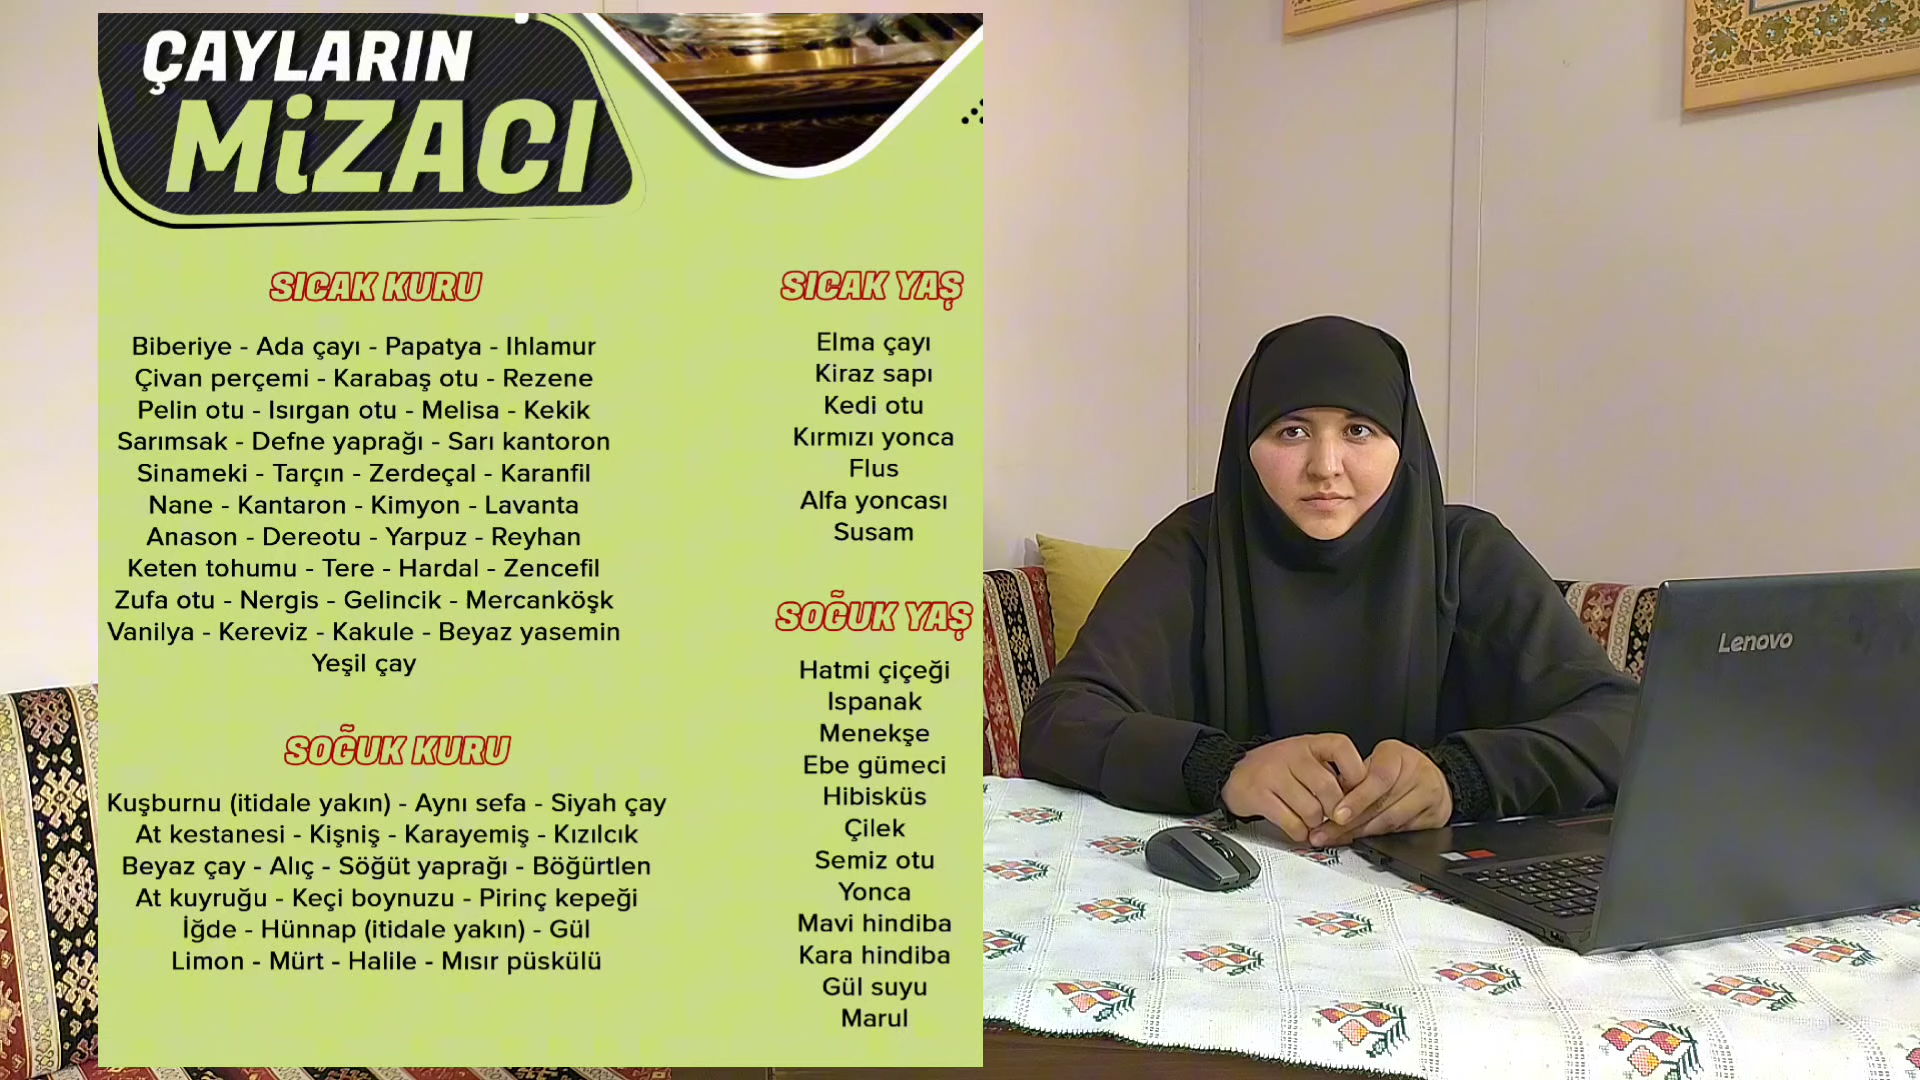 ÇAYLARIN
MiZACI
SICAK KURU
Biberiye - Ada çayı - Papatya - Ihlamur
Çivan perçemi - Karabaş otu - Rezene
Pelin otu - Isırgan otu - Melisa - Kekik
Sarımsak - Defne yaprağı - Sarı kantoron
Sinameki - Tarçın - Zerdeçal - Karanfil
Nane - Kantaron - Kimyon - Lavanta
Anason - Dereotu - Yarpuz - Reyhan
Keten tohumu - Tere - Hardal - Zencefil
Zufa otu - Nergis - Gelincik - Mercanköşk
Vanilya - Kereviz - Kakule - Beyaz yasemin
Yeşil çay
SOĞUK KURU
Kuşburnu (itidale yakın) - Aynı sefa - Siyah çay
At kestanesi - Kişniş - Karayemiş - Kızılcık
Beyaz çay - Alıç - Söğüt yaprağı - Böğürtlen
At kuyruğu - Keçi boynuzu - Pirinç kepeği
İğde - Hünnap (itidale yakın) - Gül
Limon - Mürt - Halile - Mısır püskülü
SICAK YAŞ
Elma çayı
Kiraz sapı
Kedi otu
Kırmızı yonca
Flus
Alfa yoncası
Susam
SOĞUK YAŞ
Hatmi çiçeği
Ispanak
Menekşe
Ebe gümeci
Hibisküs
Çilek
Semiz otu
Yonca
Mavi hindiba
Kara hindiba
Gül suyu
Marul
Lenovo